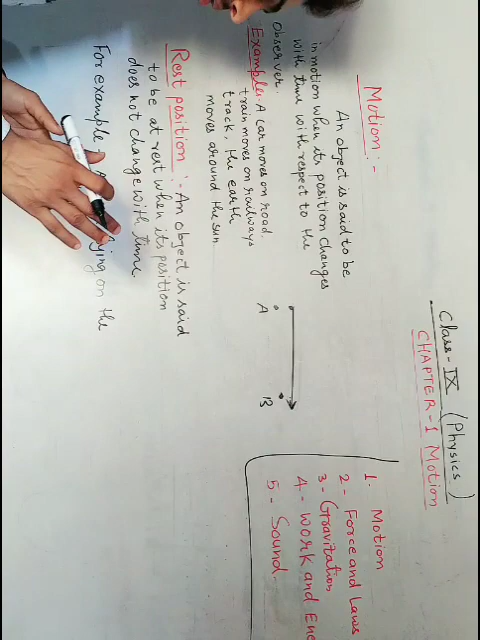 Class - IX (Physics)
CHAPTER-1 Motion
Motion :-
An object is said to be
in motion when its position changes
with time with respect to the
observer.
Example:- A car moves on road.
train moves on railways
track, the earth
moves around the sun
A
B
Rest position :- An object is said
to be at rest when its position
does not change with time.
For example - A
lying on the
1. Motion
2- Force and Laws
3- Gravitation
4- Work and Ene
5- Sound.